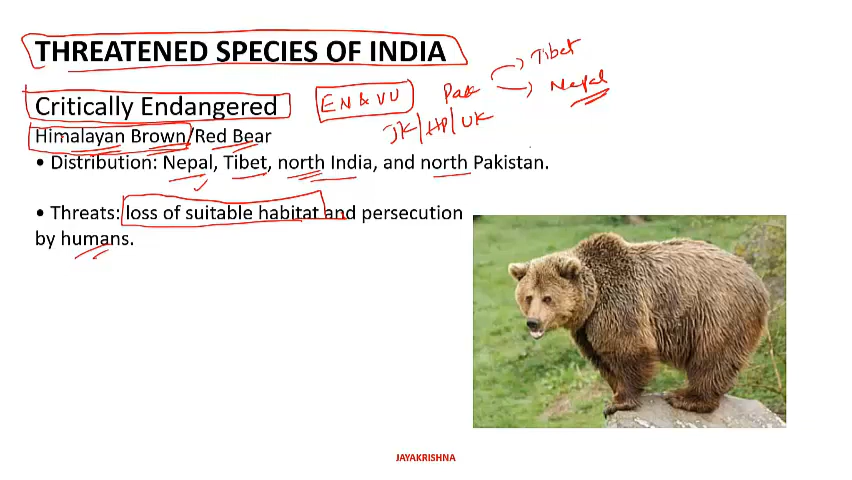 THREATENED SPECIES OF INDIA
Critically Endangered
EN & VU
Pak
Tibet
Nepal
JK/HP/UK
Himalayan Brown/Red Bear
• Distribution: Nepal, Tibet, north India, and north Pakistan.
• Threats: loss of suitable habitat and persecution
by humans.
JAYAKRISHNA